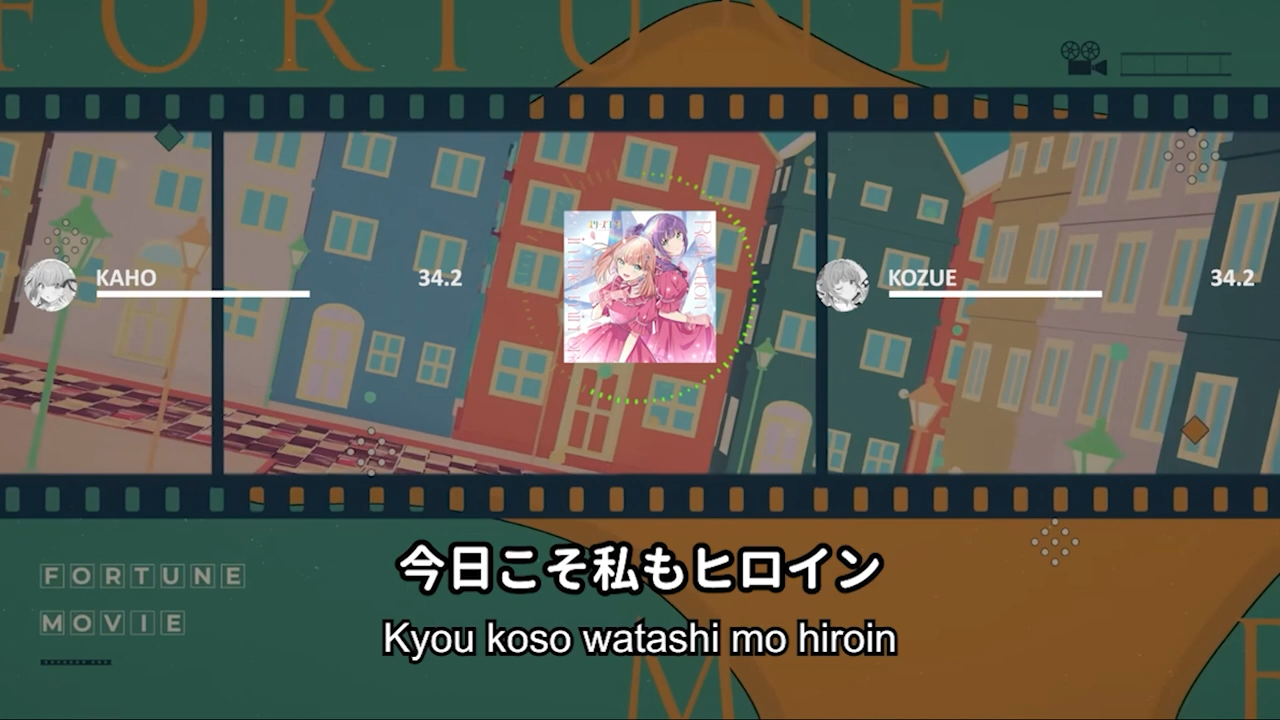 FORTUNE
KAHO
34.2
KOZUE
34.2
FORTUNE
MOVIE
今日こそ私もヒロイン
Kyou koso watashi mo hiroin
M
E